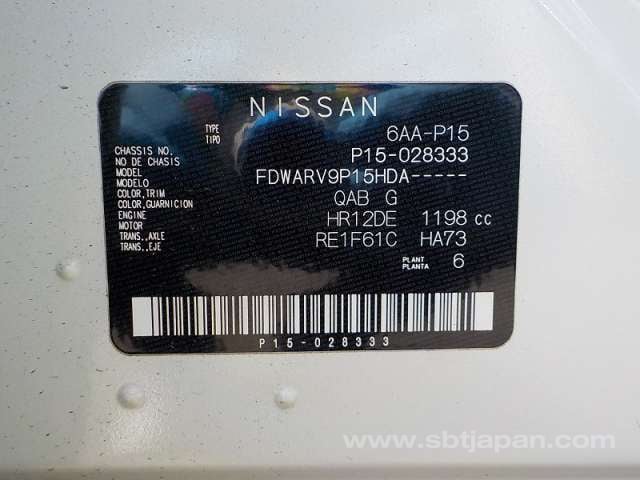 NISSAN
TYPE
TIPO 6AA-P15
CHASSIS NO.
NO DE CHASSIS P15-028333
MODEL
MODELO FDWARV9P15HDA-----
COLOR,TRIM
COLOR,GUARNICION QAB G
ENGINE
MOTOR HR12DE 1198 cc
TRANS.,AXLE
TRANS.,EJE RE1F61C HA73
PLANT
PLANTA 6
P15-028333
www.sbtjapan.com